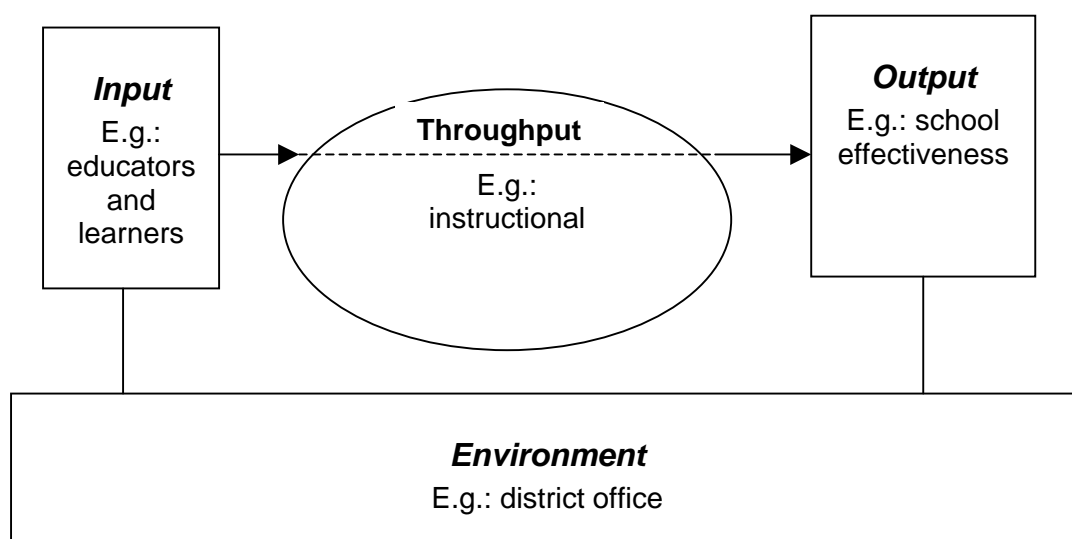 Input
E.g.:
educators
and
learners
Throughput
E.g.:
instructional
Output
E.g.: school
effectiveness
Environment
E.g.: district office